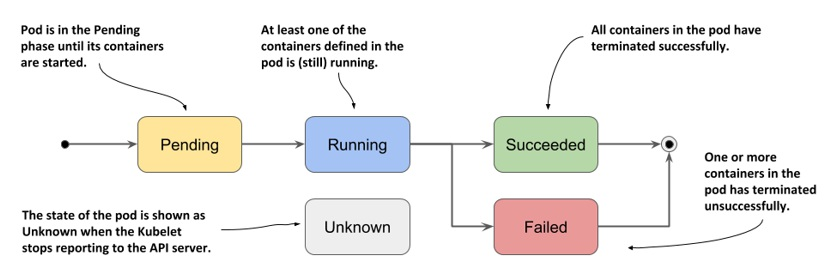 Pod is in the Pending
phase until its containers
are started.
At least one of the
containers defined in the
pod is (still) running.
All containers in the pod have
terminated successfully.
Pending
Running
Succeeded
One or more
containers in the
pod has terminated
unsuccessfully.
The state of the pod is shown as
Unknown when the Kubelet
stops reporting to the API server.
Unknown
Failed